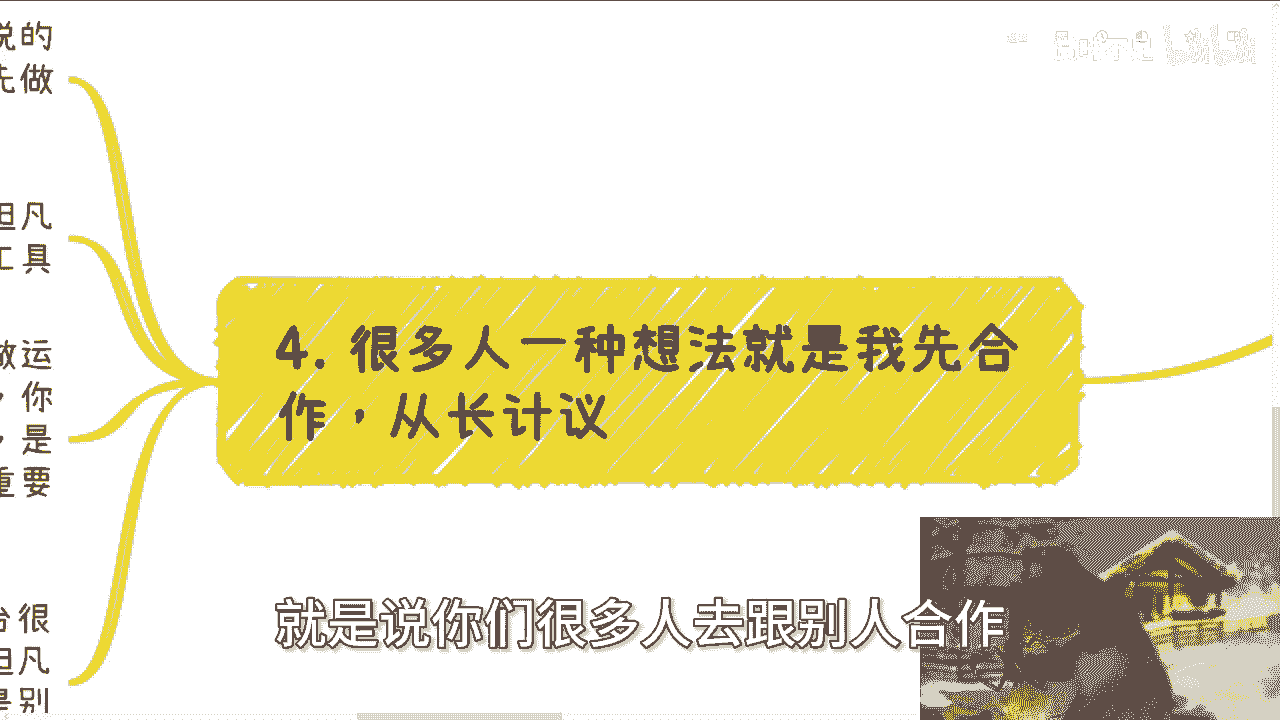 说的
先做
但凡
工具
做运
，你
，是
重要
台很
但凡
是别
4. 很多人一种想法就是我先合
作，从长计议
就是说你们很多人去跟别人合作